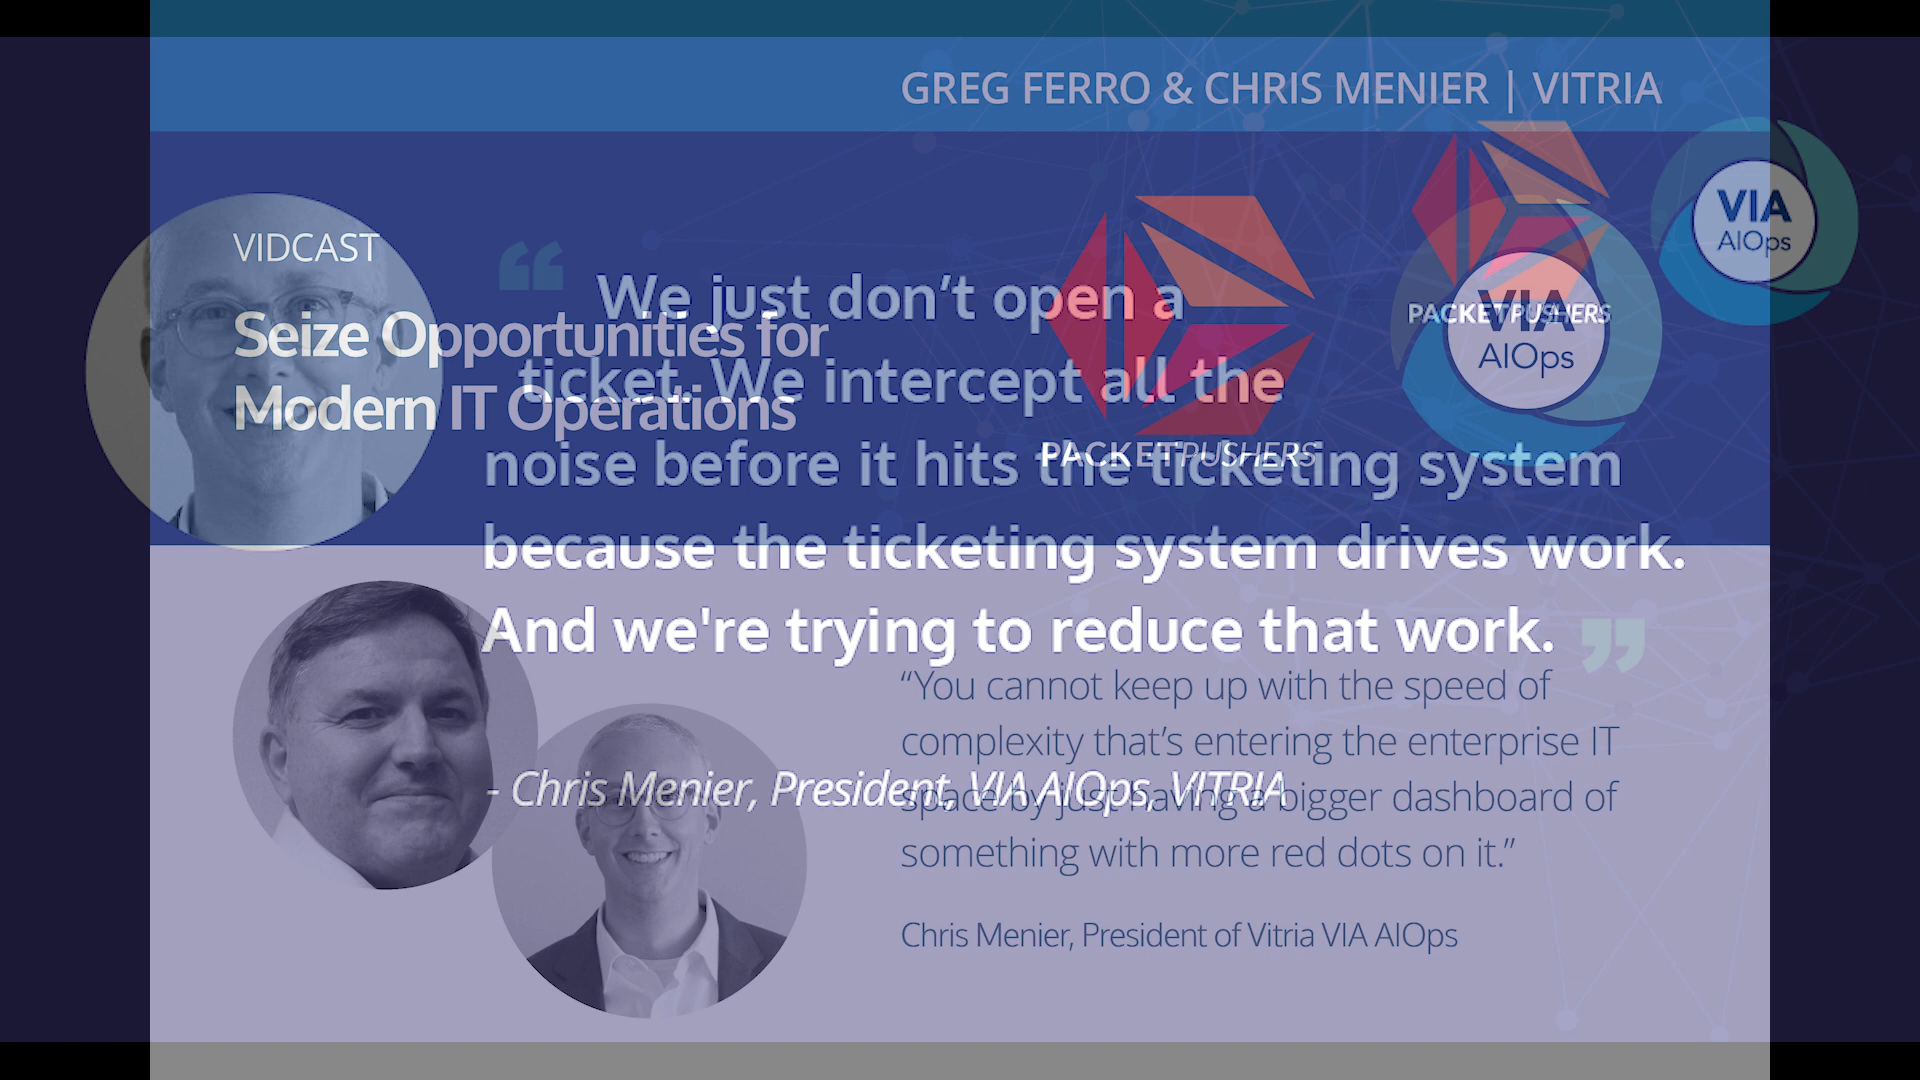 GREG FERRO & CHRIS MENIER | VITRIA
VIDCAST
Seize Opportunities for
Modern IT Operations
“
We just don’t open a
ticket. We intercept all the
noise before it hits the ticketing system
because the ticketing system drives work.
And we're trying to reduce that work.
”
- Chris Menier, President, VIA AIOps, VITRIA
PACKETPUSHERS
VIA
AIOps
PACKETPUSHERS
VIA
AIOps
“You cannot keep up with the speed of
complexity that’s entering the enterprise IT
space by just having a bigger dashboard of
something with more red dots on it.”
Chris Menier, President of Vitria VIA AIOps